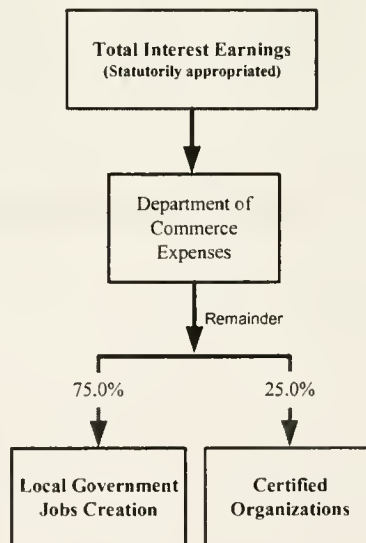 Total Interest Earnings
(Statutorily appropriated)
Department of
Commerce
Expenses
Remainder
75.0%
25.0%
Local Government
Jobs Creation
Certified
Organizations